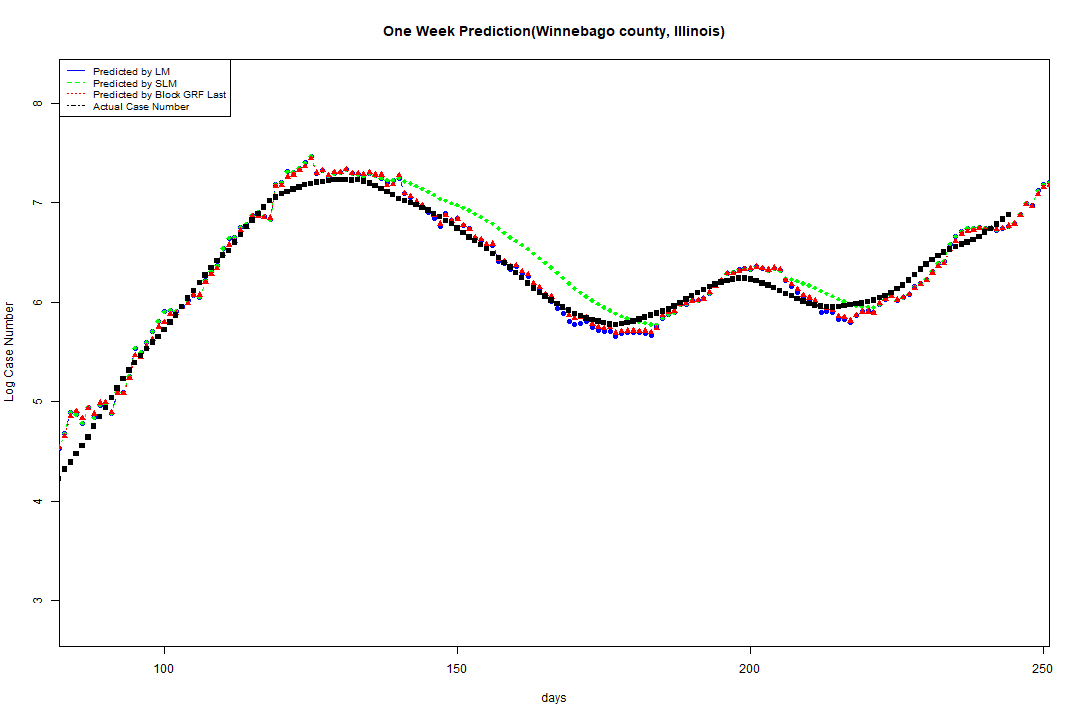 One Week Prediction(Winnebago county, Illinois)
Predicted by LM
Predicted by SLM
Predicted by Block GRF Last
Actual Case Number
8
7
6
5
4
3
Log Case Number
100 150 200 250
days